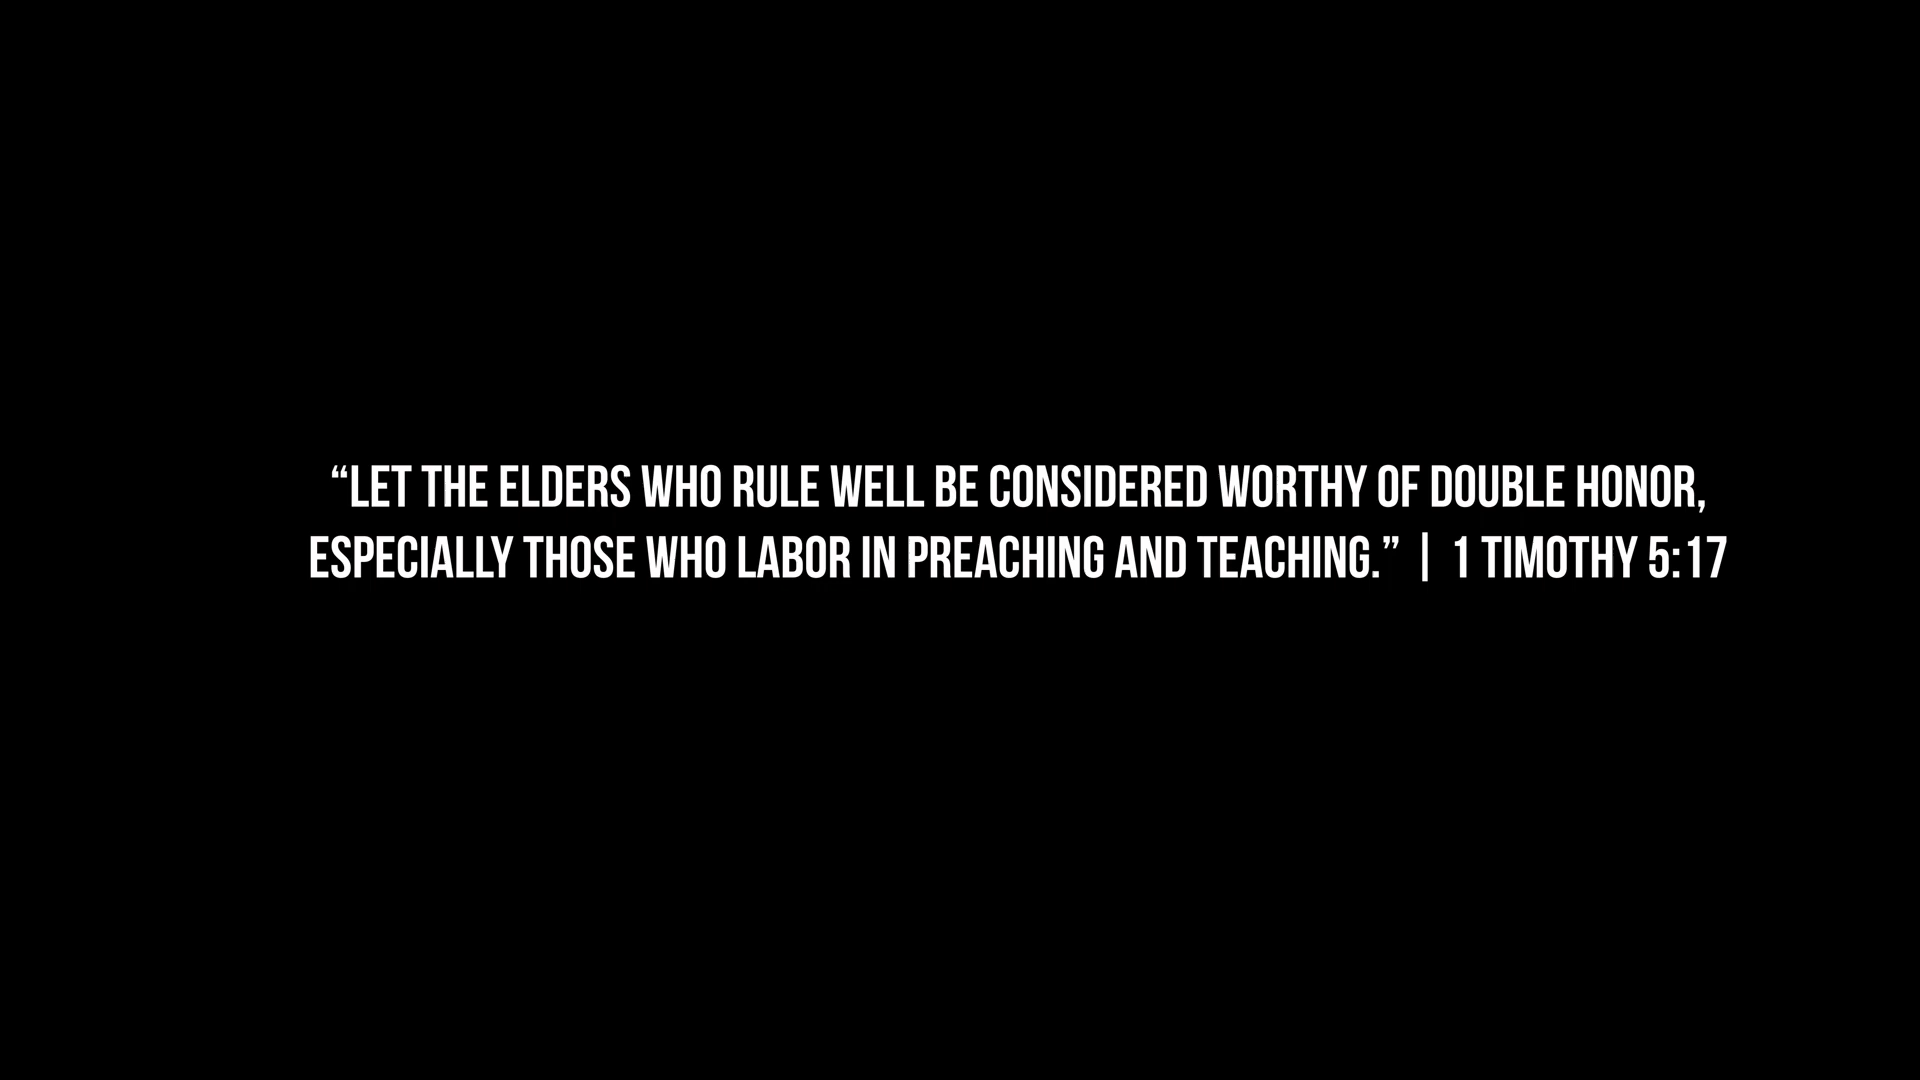 “LET THE ELDERS WHO RULE WELL BE CONSIDERED WORTHY OF DOUBLE HONOR,
ESPECIALLY THOSE WHO LABOR IN PREACHING AND TEACHING.” | 1 TIMOTHY 5:17